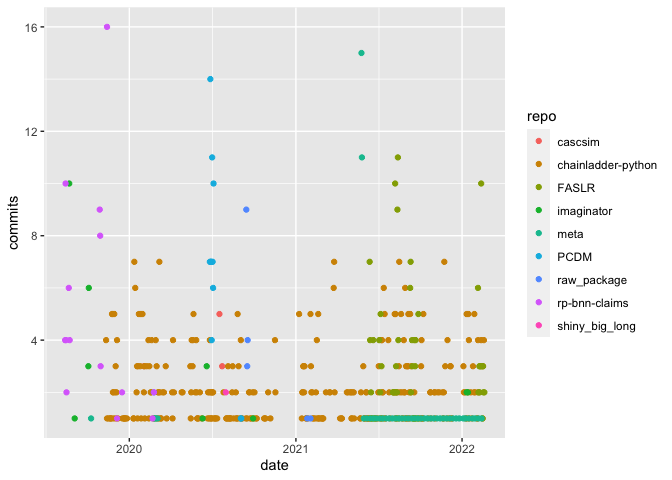 16
12
8
4
commits
2020
2021
2022
date
repo
cascsim
chainladder-python
FASLR
imaginator
meta
PCDM
raw_package
rp-bnn-claims
shiny_big_long